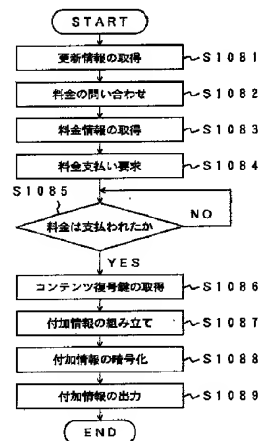 START
更新情報の取得 S1081
料金の問い合わせ S1082
料金情報の取得 S1083
料金支払い要求 S1084
S1085
料金は支払われたか NO
YES
コンテンツ復号鍵の取得 S1086
付加情報の組み立て S1087
付加情報の暗号化 S1088
付加情報の出力 S1089
END